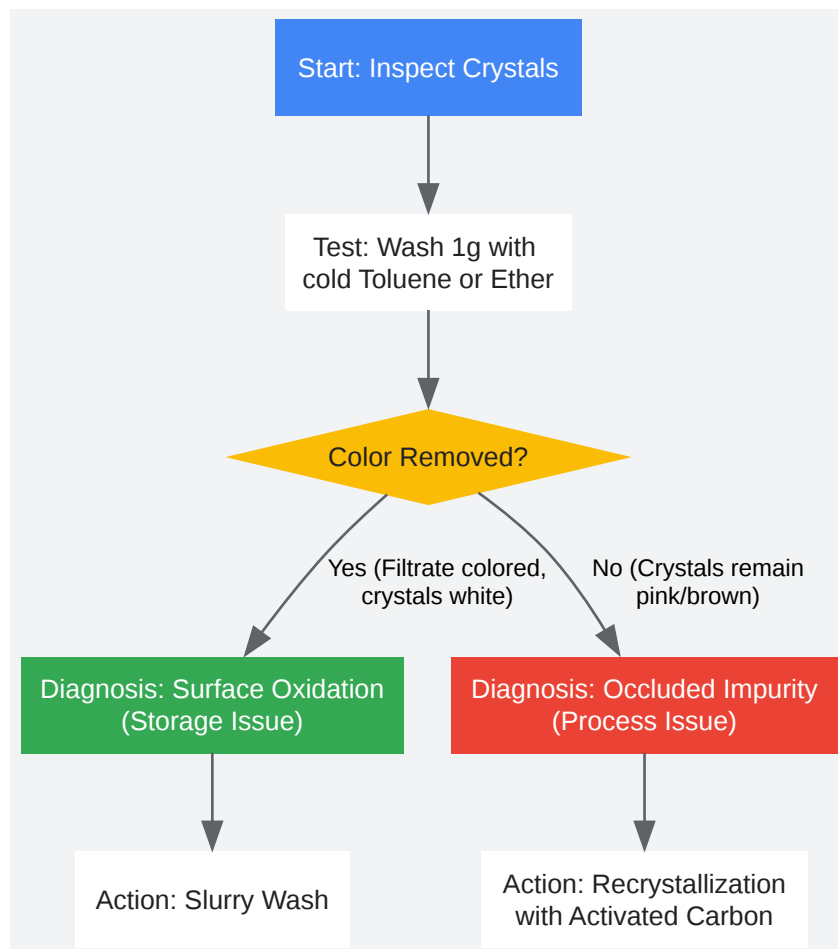 Start: Inspect Crystals
Test: Wash 1g with
cold Toluene or Ether
Color Removed?
Yes (Filtrate colored,
crystals white)
No (Crystals remain
pink/brown)
Diagnosis: Surface Oxidation
(Storage Issue)
Diagnosis: Occluded Impurity
(Process Issue)
Action: Slurry Wash
Action: Recrystallization
with Activated Carbon